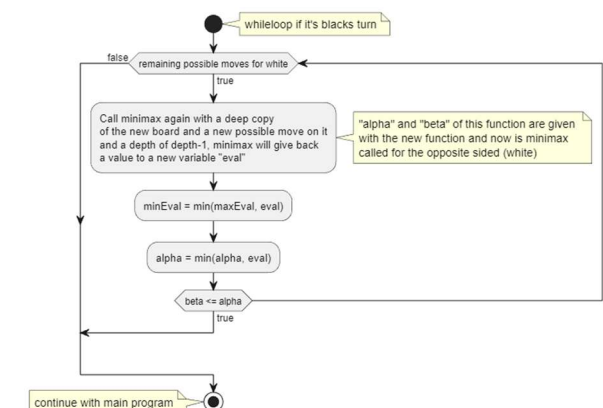 whileloop if it's blacks turn
false
remaining possible moves for white
true
Call minimax again with a deep copy
of the new board and a new possible move on it
and a depth of depth-1, minimax will give back
a value to a new variable "eval"
"alpha" and "beta" of this function are given
with the new function and now is minimax
called for the opposite sided (white)
minEval = min(maxEval, eval)
alpha = min(alpha, eval)
beta <= alpha
true
continue with main program